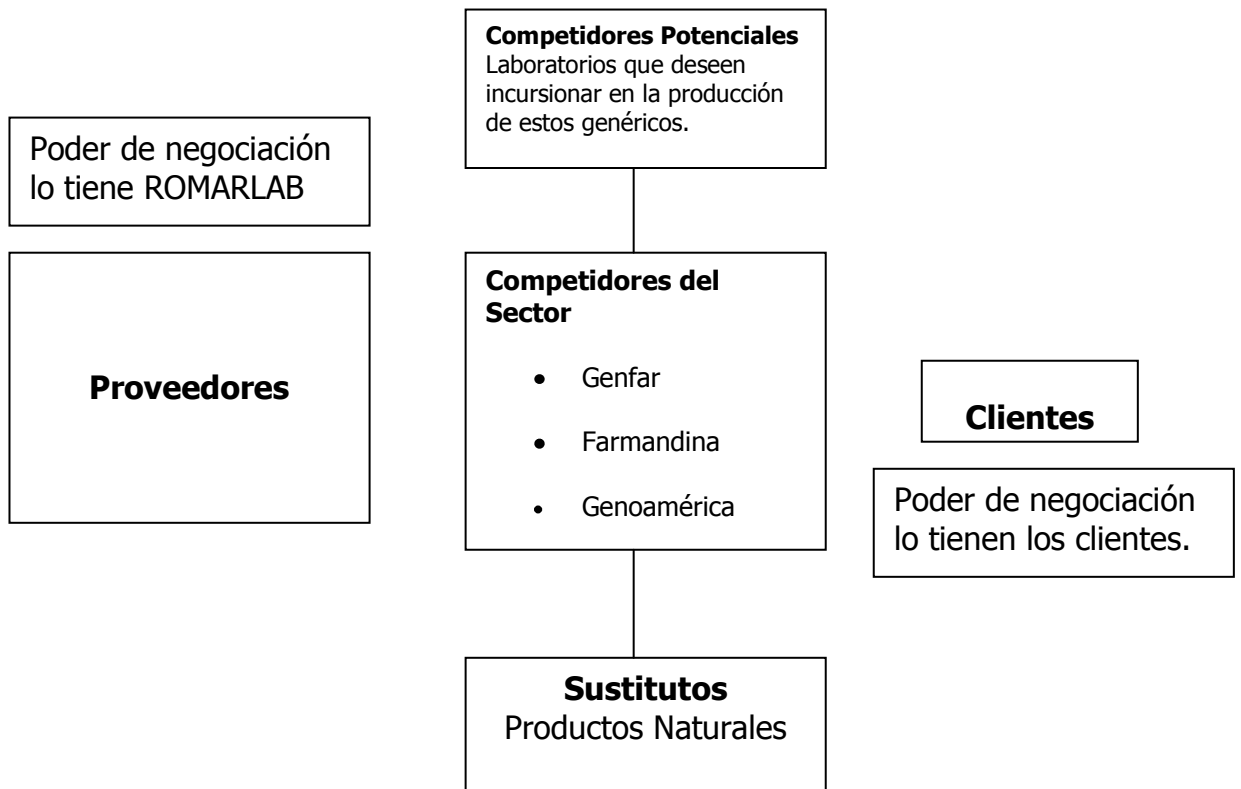 Competidores Potenciales
Laboratorios que deseen
incursionar en la producción
de estos genéricos.
Poder de negociación
lo tiene ROMARLAB
Proveedores
Competidores del
Sector
• Genfar
• Farmandina
• Genoamérica
Clientes
Poder de negociación
lo tienen los clientes.
Sustitutos
Productos Naturales